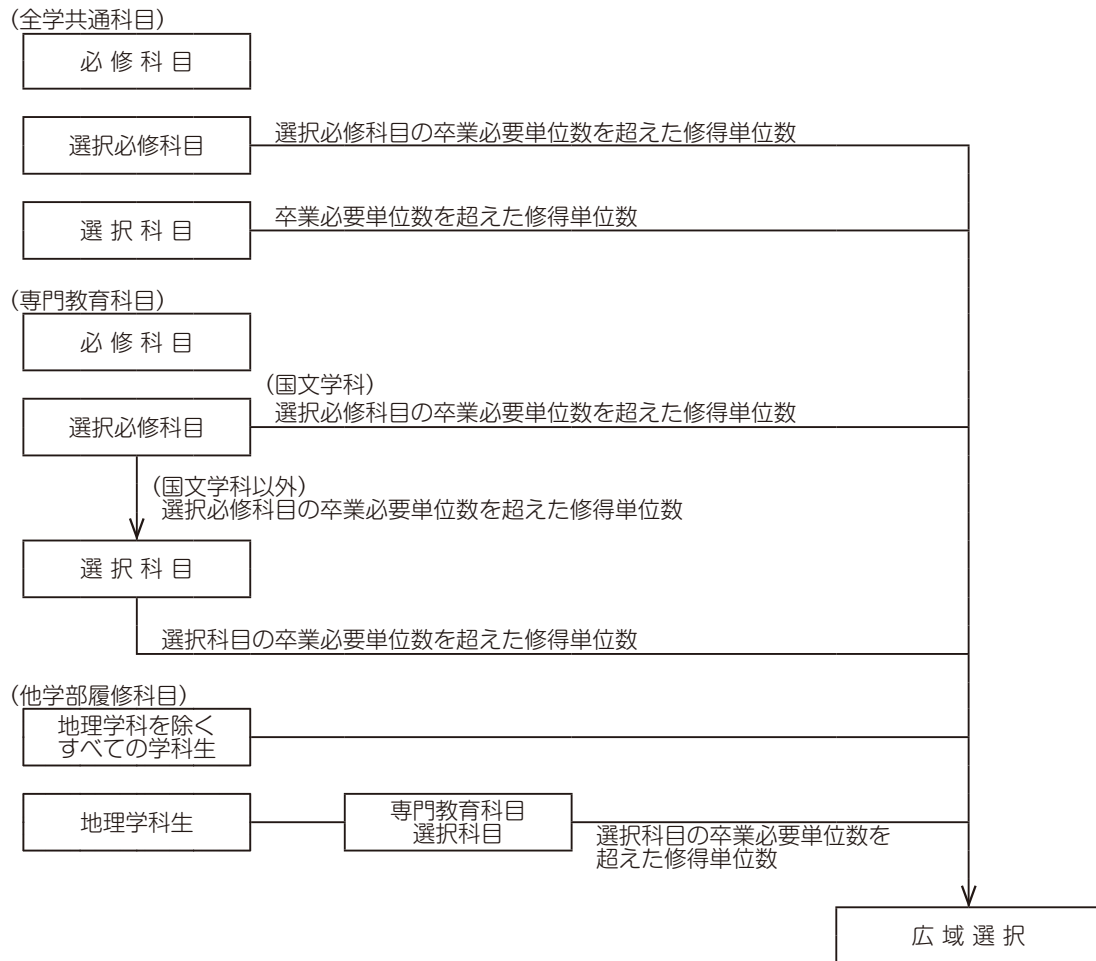 (全学共通科目)
必修科目
選択必修科目
選択必修科目の卒業必要単位数を超えた修得単位数
選択科目
卒業必要単位数を超えた修得単位数
(専門教育科目)
必修科目
(国文学科)
選択必修科目
選択必修科目の卒業必要単位数を超えた修得単位数
(国文学科以外)
選択必修科目の卒業必要単位数を超えた修得単位数
選択科目
選択科目の卒業必要単位数を超えた修得単位数
(他学部履修科目)
地理学科を除く
すべての学科生
地理学科生
専門教育科目
選択科目
選択科目の卒業必要単位数を
超えた修得単位数
広域選択